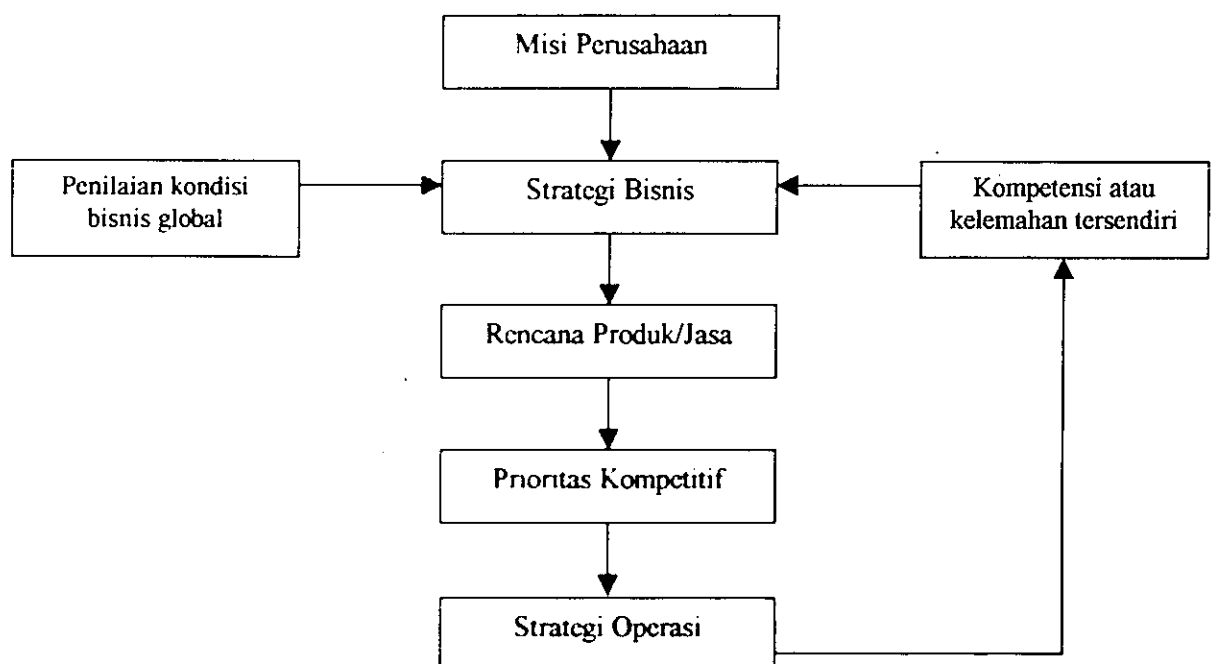 Misi Perusahaan
Penilaian kondisi
bisnis global
Strategi Bisnis
Kompetensi atau
kelemahan tersendiri
Rencana Produk/Jasa
Prioritas Kompetitif
Strategi Operasi